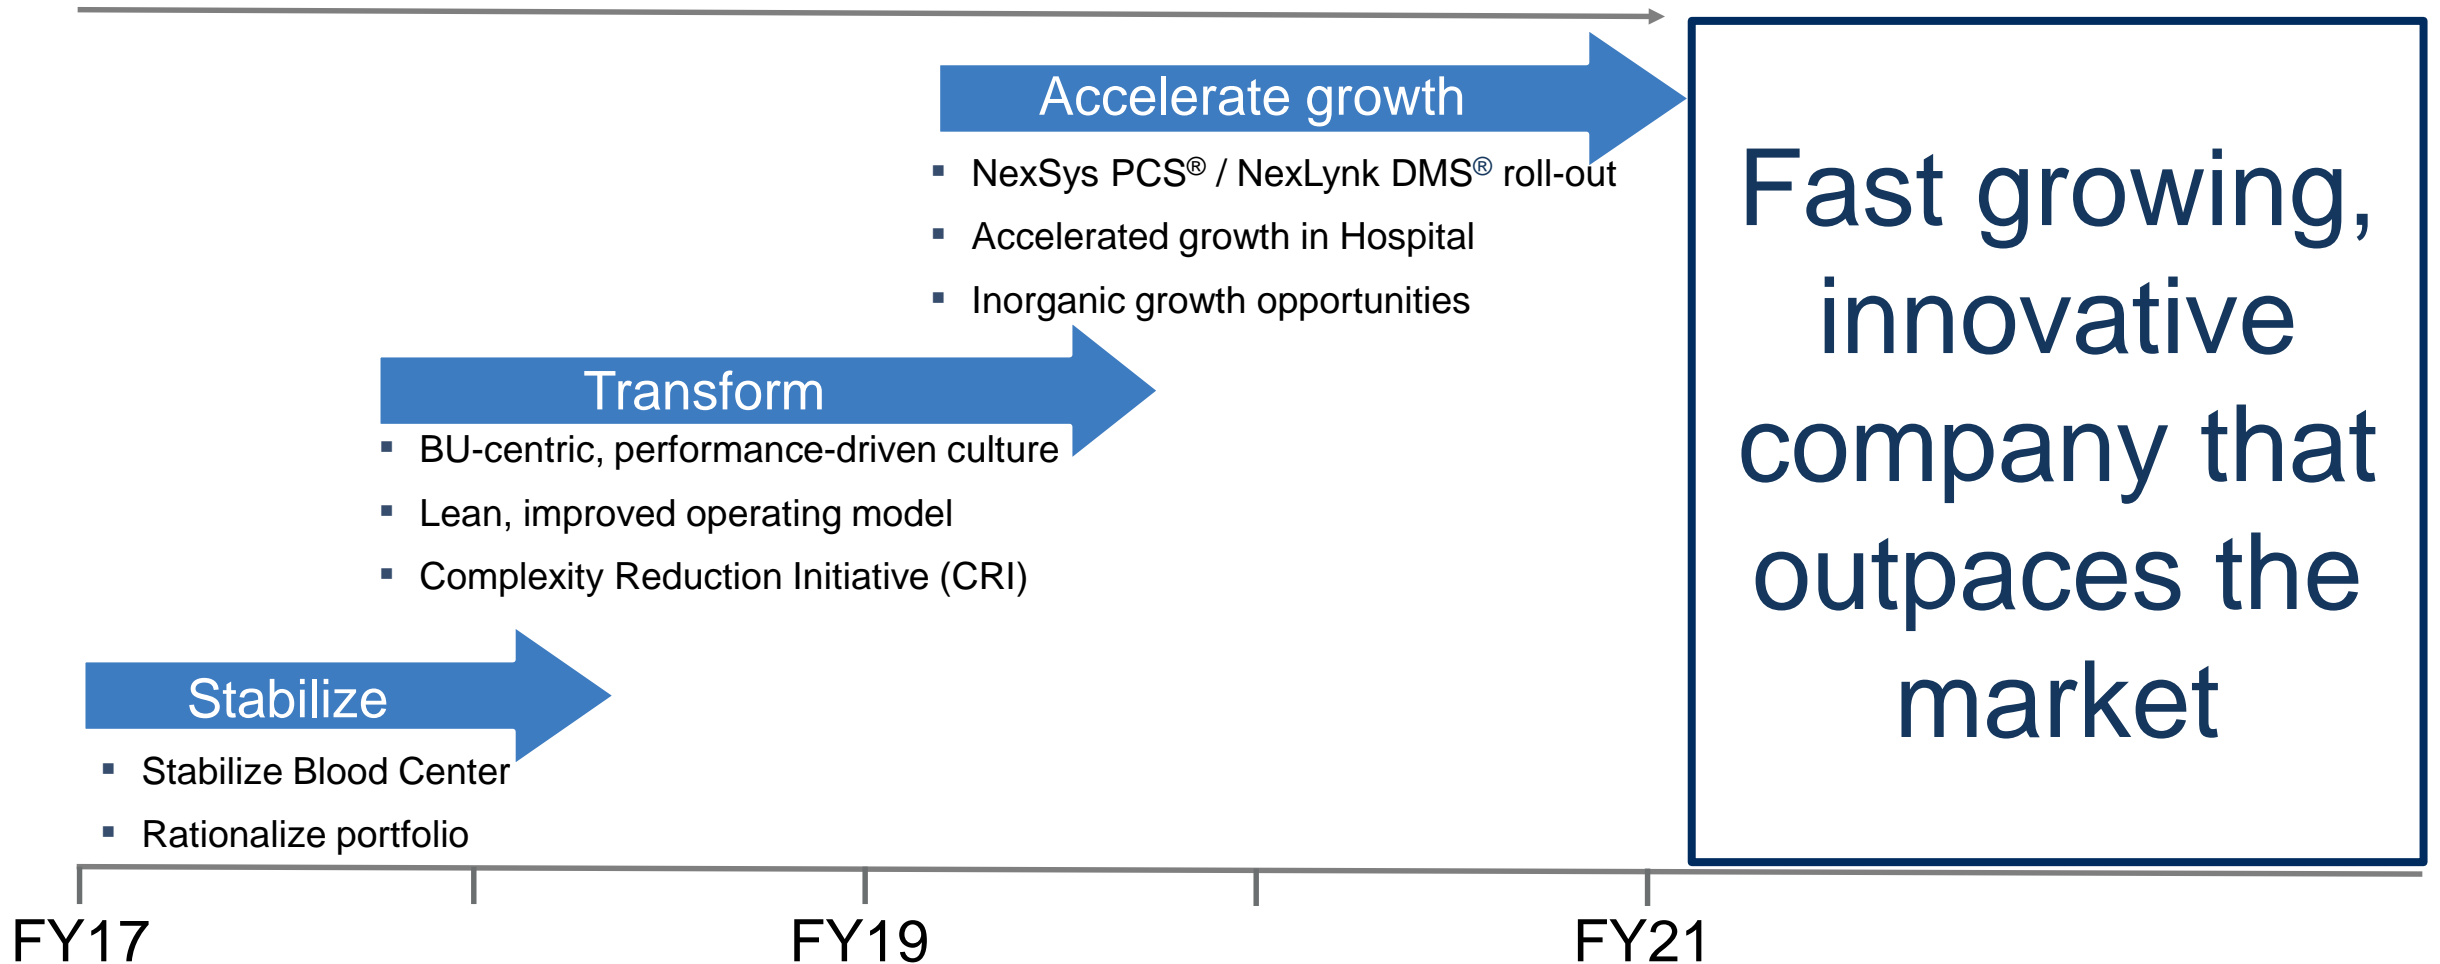 Accelerate growth
▪ NexSys PCS® / NexLynk DMS® roll-out
▪ Accelerated growth in Hospital
▪ Inorganic growth opportunities
Transform
▪ BU-centric, performance-driven culture
▪ Lean, improved operating model
▪ Complexity Reduction Initiative (CRI)
Stabilize
▪ Stabilize Blood Center
▪ Rationalize portfolio
Fast growing,
innovative
company that
outpaces the
market
FY17
FY19
FY21